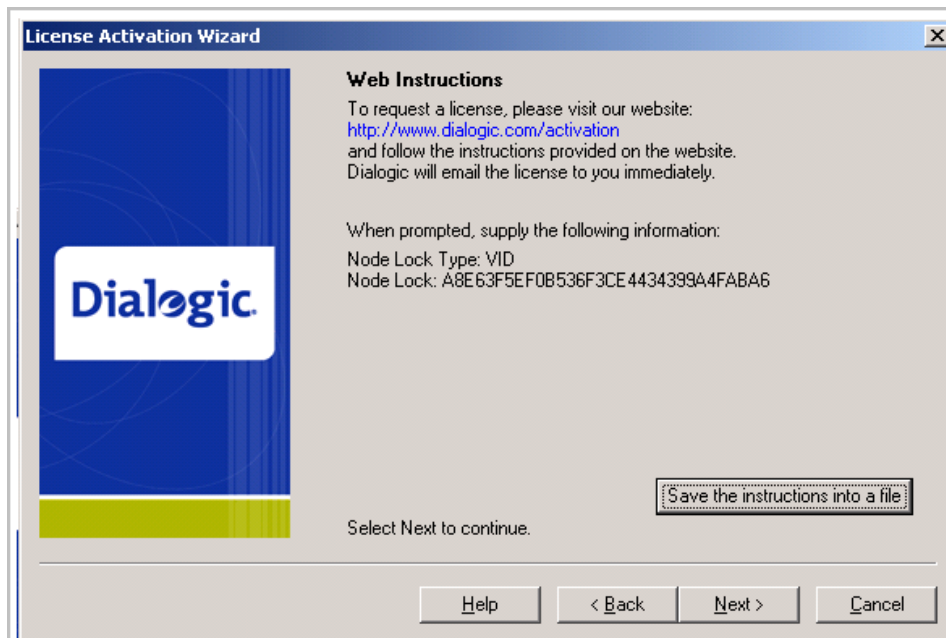 License Activation Wizard
Web Instructions
To request a license, please visit our website:
http://www.dialogic.com/activation
and follow the instructions provided on the website.
Dialogic will email the license to you immediately.
When prompted, supply the following information:
Node Lock Type: VID
Node Lock: A8E63F5EF0B536F3CE4434399A4FABA6
Dialogic.
Save the instructions into a file
Select Next to continue.
Help
< Back
Next >
Cancel